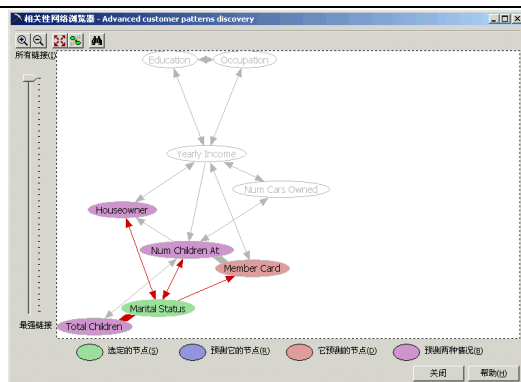 相关性网络浏览器 - Advanced customer patterns discovery
所有链接(I)
Education
Occupation
Yearly Income
Num Cars Owned
Houseowner
Num Children At
Member Card
Marital Status
Total Children
最强链接
选定的节点(S)
预测它的节点(R)
它预测的节点(D)
预测两种情况(B)
关闭
帮助(H)